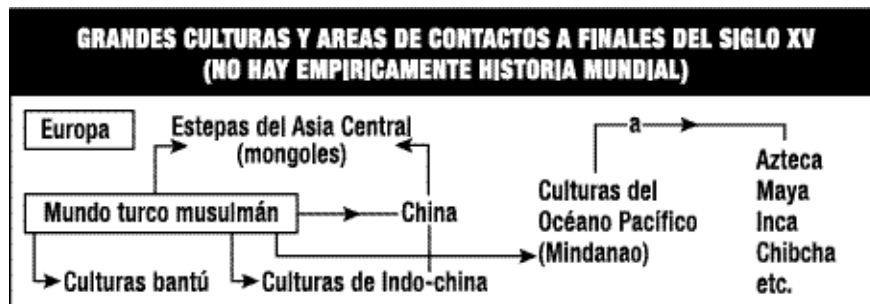 GRANDES CULTURAS Y AREAS DE CONTACTOS A FINALES DEL SIGLO XV
(NO HAY EMPIRICAMENTE HISTORIA MUNDIAL)
Europa
Estepas del Asia Central
(mongoles)
a
Mundo turco musulmán
China
Culturas del
Océano Pacífico
(Mindanao)
Azteca
Maya
Inca
Chibcha
etc.
Culturas bantú
Culturas de Indo-china